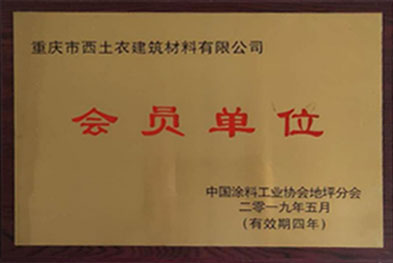 重庆市西土农建筑材料有限公司
会员单位
中国涂料工业协会地坪分会
二零一九年五月
(有效期四年)